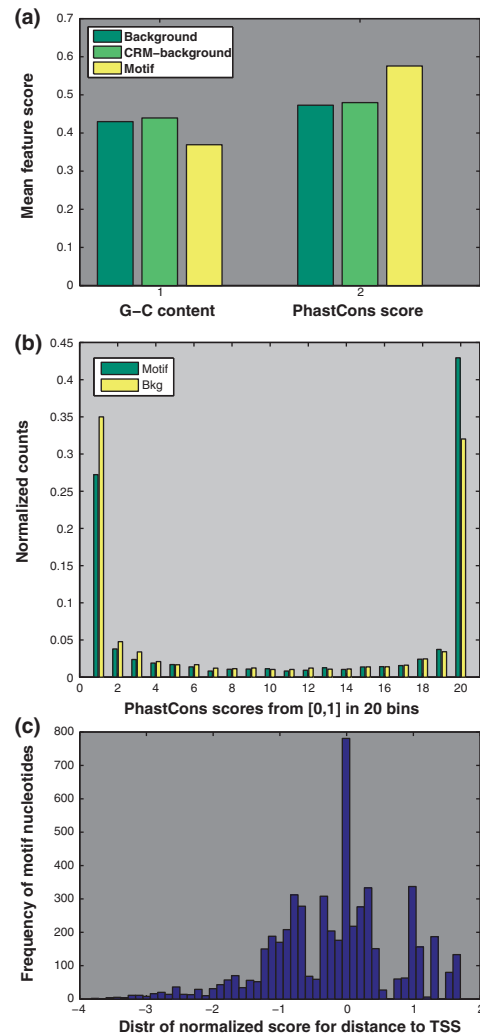 (a)
0.7
0.6
0.5
0.4
0.3
0.2
0.1
0
Mean feature score
Background
CRM-background
Motif
1
2
G-C content
PhastCons score
(b)
0.45
0.4
0.35
0.3
0.25
0.2
0.15
0.1
0.05
0
Normalized counts
Motif
Bkg
0 2 4 6 8 10 12 14 16 18 20
PhastCons scores from [0,1] in 20 bins
(c)
800
700
600
500
400
300
200
100
0
Frequency of motif nucleotides
-4 -3 -2 -1 0 1 2
Distr of normalized score for distance to TSS